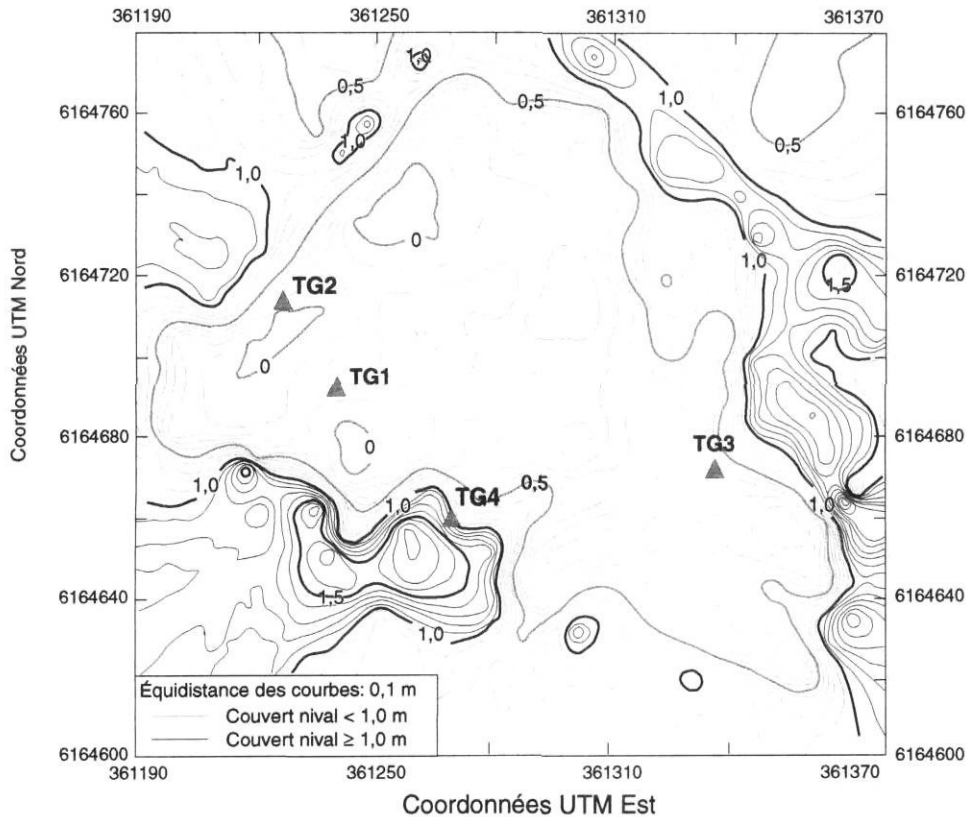 361190 361250 361310 361370
1,0
0,5
0,5
1,0
6164760 6164760
1,0
0,5
1,0
0
0
1,0
6164720 6164720
TG2
1,5
0
TG1
6164680 0 6164680
TG3
1,0
0,5
1,0
TG4
1,0
6164640 1,5 6164640
1,0
Équidistance des courbes: 0,1 m
Couvert nival < 1,0 m
Couvert nival ≥ 1,0 m
6164600 6164600
361190 361250 361310 361370
Coordonnées UTM Est
Coordonnées UTM Nord